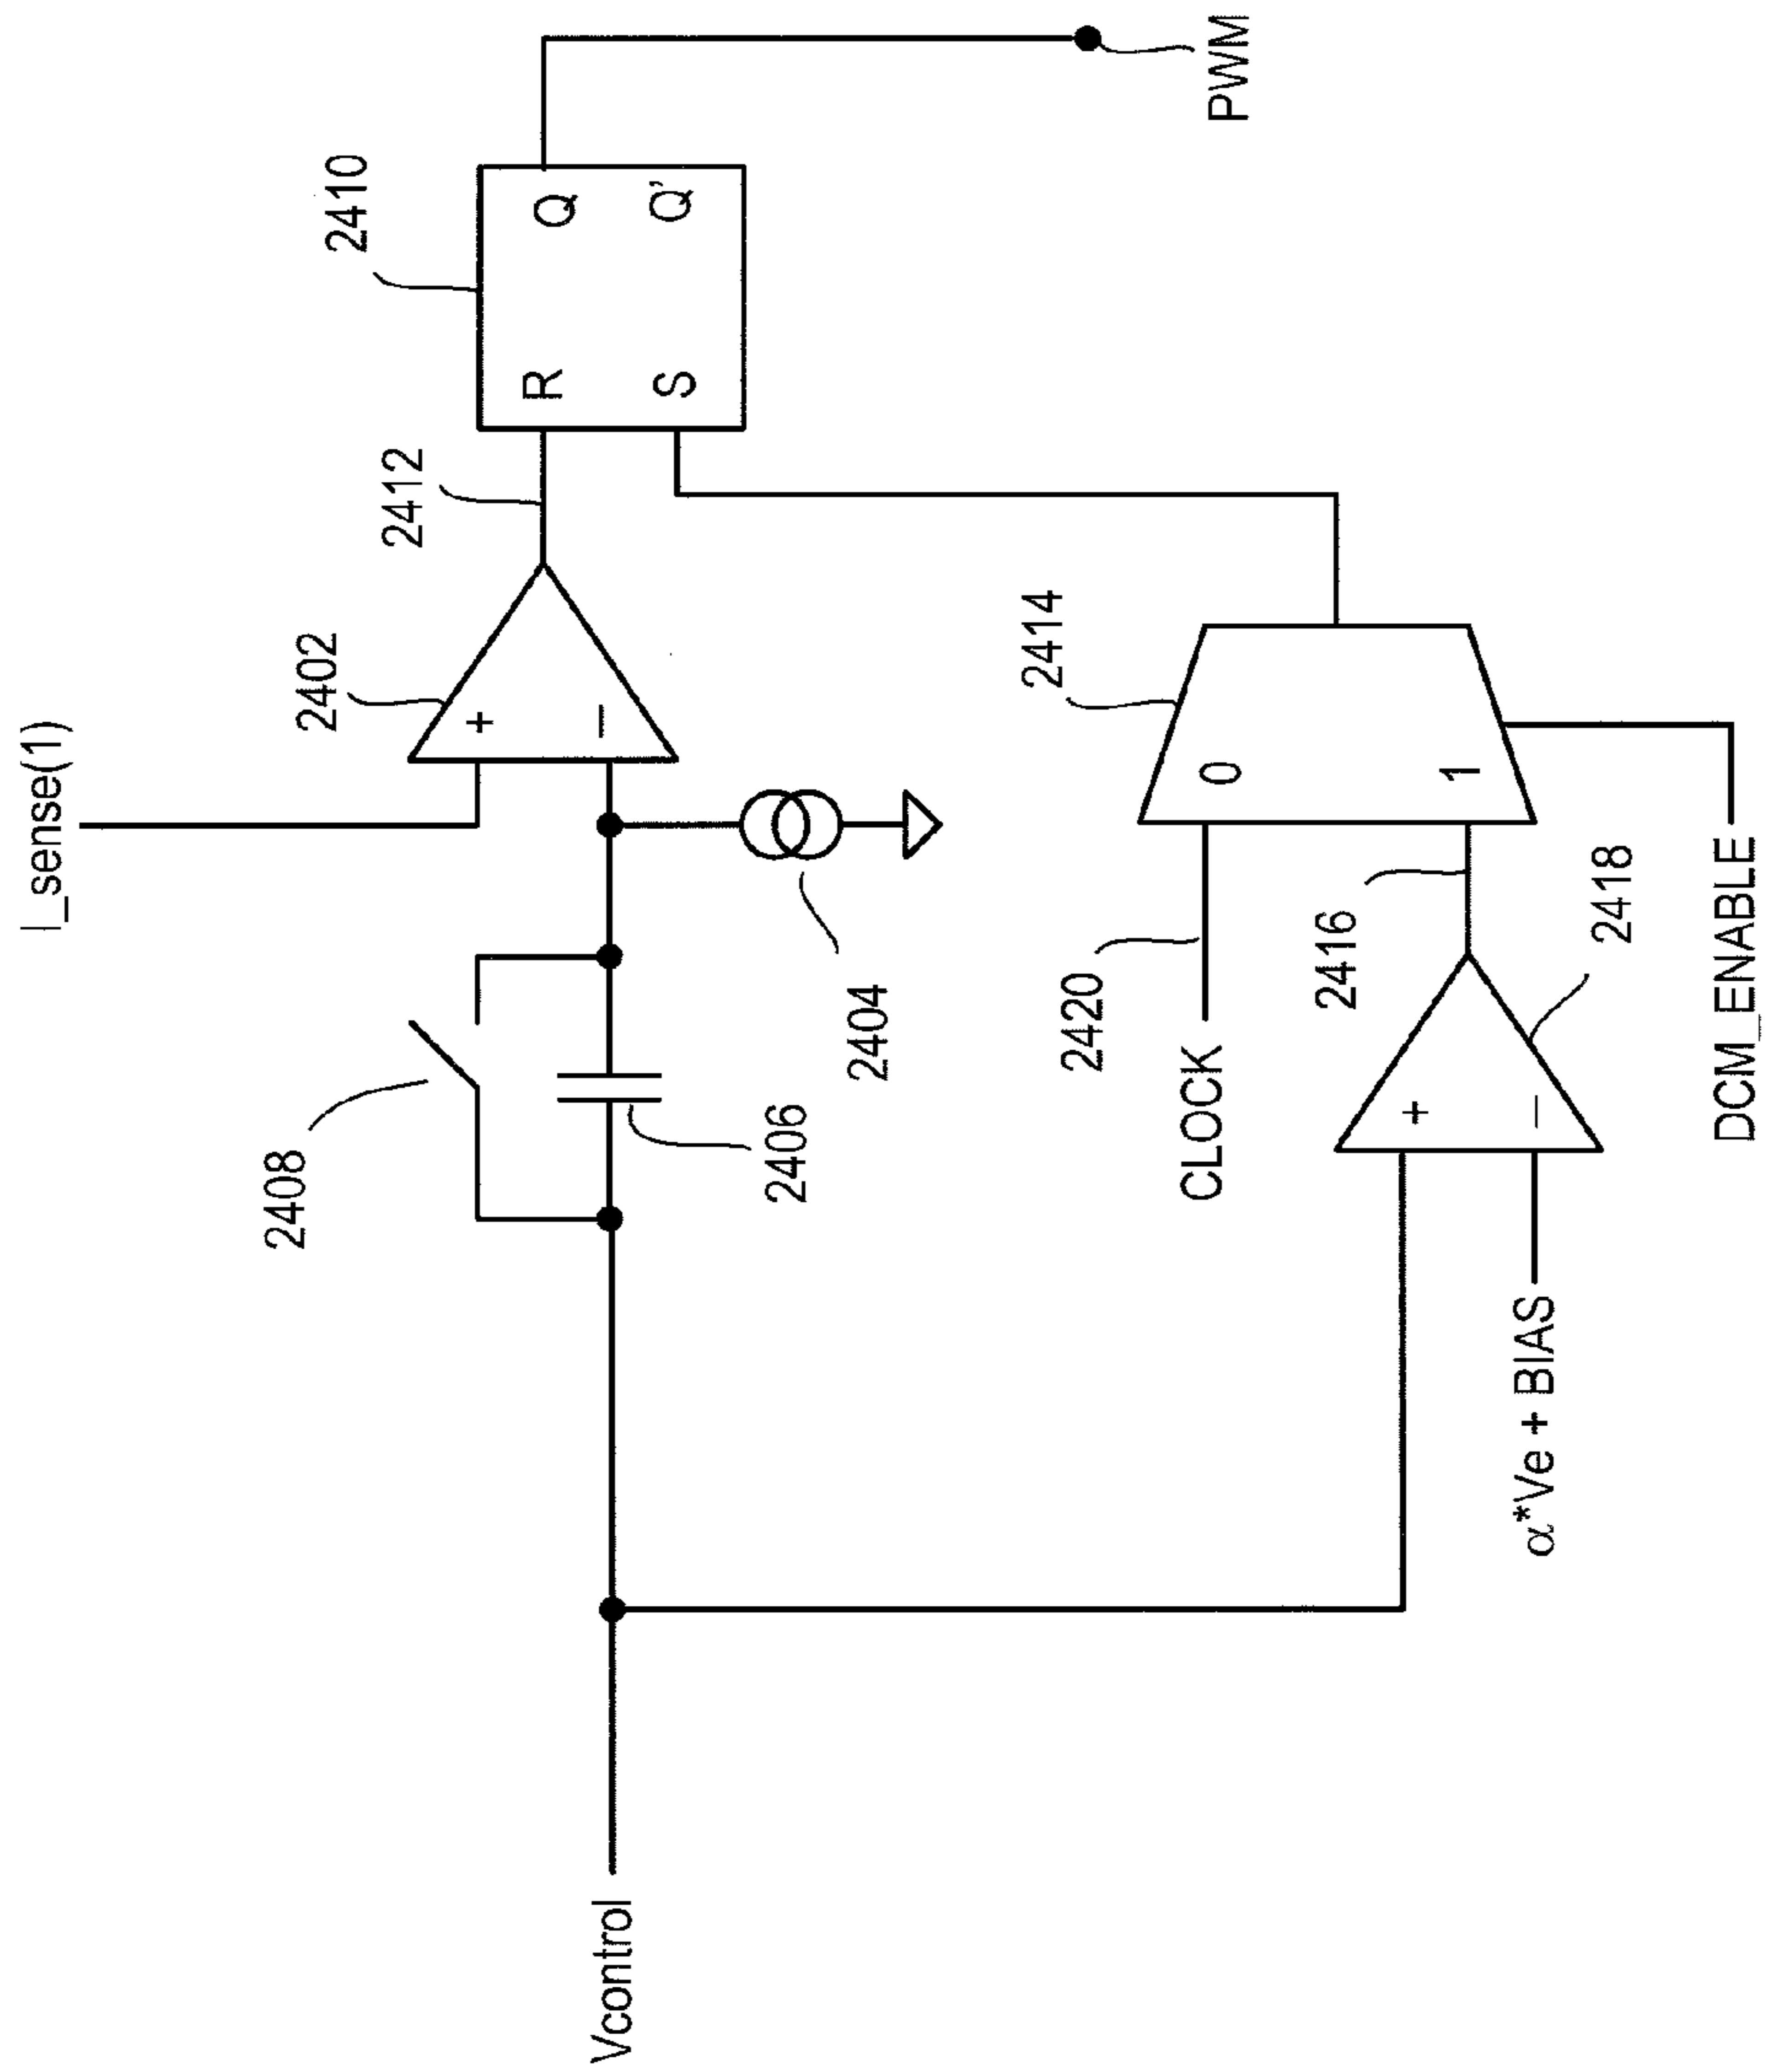 I_sense(1)
2402
2412
2410
+
−
R
S
Q
Q'
PWM
2408
2406
2404
Vcontrol
2414
0
1
2420
CLOCK
2416
2418
+
−
α*Ve + BIAS
DCM_ENABLE